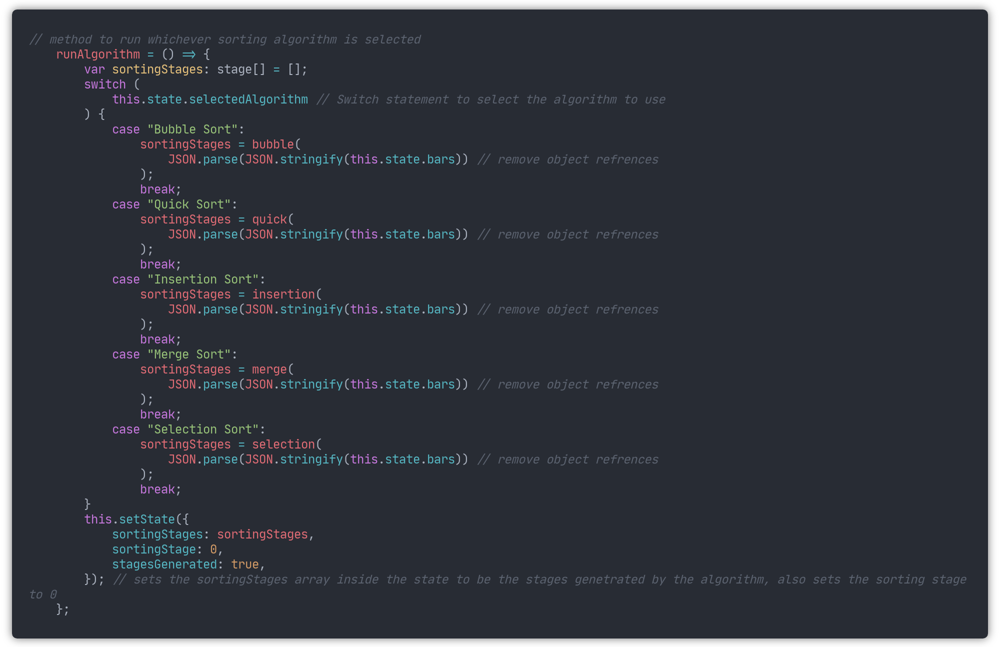 // method to run whichever sorting algorithm is selected
    runAlgorithm = () => {
        var sortingStages: stage[] = [];
        switch (
            this.state.selectedAlgorithm // Switch statement to select the algorithm to use
        ) {
            case "Bubble Sort":
                sortingStages = bubble(
                    JSON.parse(JSON.stringify(this.state.bars)) // remove object refrences
                );
                break;
            case "Quick Sort":
                sortingStages = quick(
                    JSON.parse(JSON.stringify(this.state.bars)) // remove object refrences
                );
                break;
            case "Insertion Sort":
                sortingStages = insertion(
                    JSON.parse(JSON.stringify(this.state.bars)) // remove object refrences
                );
                break;
            case "Merge Sort":
                sortingStages = merge(
                    JSON.parse(JSON.stringify(this.state.bars)) // remove object refrences
                );
                break;
            case "Selection Sort":
                sortingStages = selection(
                    JSON.parse(JSON.stringify(this.state.bars)) // remove object refrences
                );
                break;
        }
        this.setState({
            sortingStages: sortingStages,
            sortingStage: 0,
            stagesGenerated: true,
        }); // sets the sortingStages array inside the state to be the stages genetrated by the algorithm, also sets the sorting stage
to 0
    };